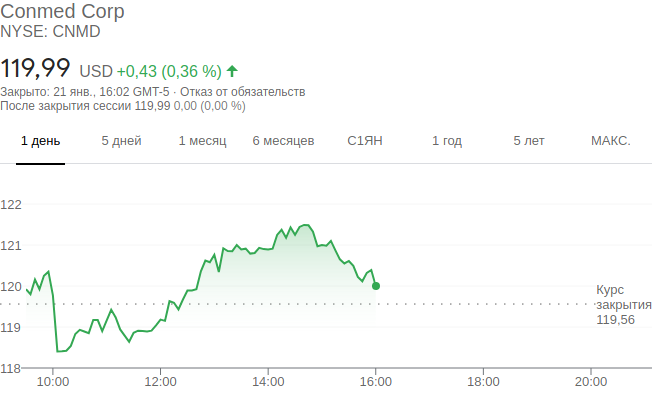 Conmed Corp
NYSE: CNMD
119,99 USD +0,43 (0,36 %)
Закрыто: 21 янв., 16:02 GMT-5 · Отказ от обязательств
После закрытия сессии 119,99 0,00 (0,00 %)
1 день 5 дней 1 месяц 6 месяцев С1ЯН 1 год 5 лет МАКС.
122
121
120
Курс
закрытия
119,56
119
118
10:00 12:00 14:00 16:00 18:00 20:00